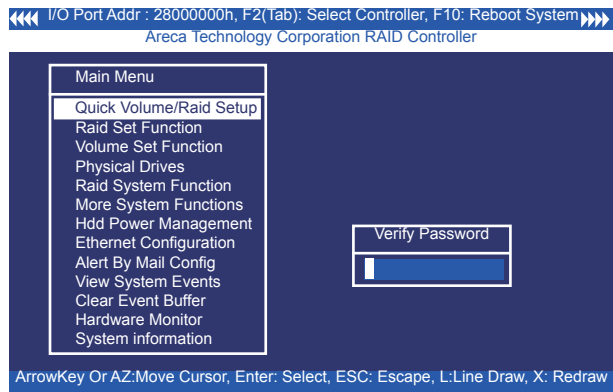 I/O Port Addr : 28000000h, F2(Tab): Select Controller, F10: Reboot System
Areca Technology Corporation RAID Controller
Main Menu
Quick Volume/Raid Setup
Raid Set Function
Volume Set Function
Physical Drives
Raid System Function
More System Functions
Hdd Power Management
Ethernet Configuration
Alert By Mail Config
View System Events
Clear Event Buffer
Hardware Monitor
System information
Verify Password
ArrowKey Or AZ:Move Cursor, Enter: Select, ESC: Escape, L:Line Draw, X: Redraw